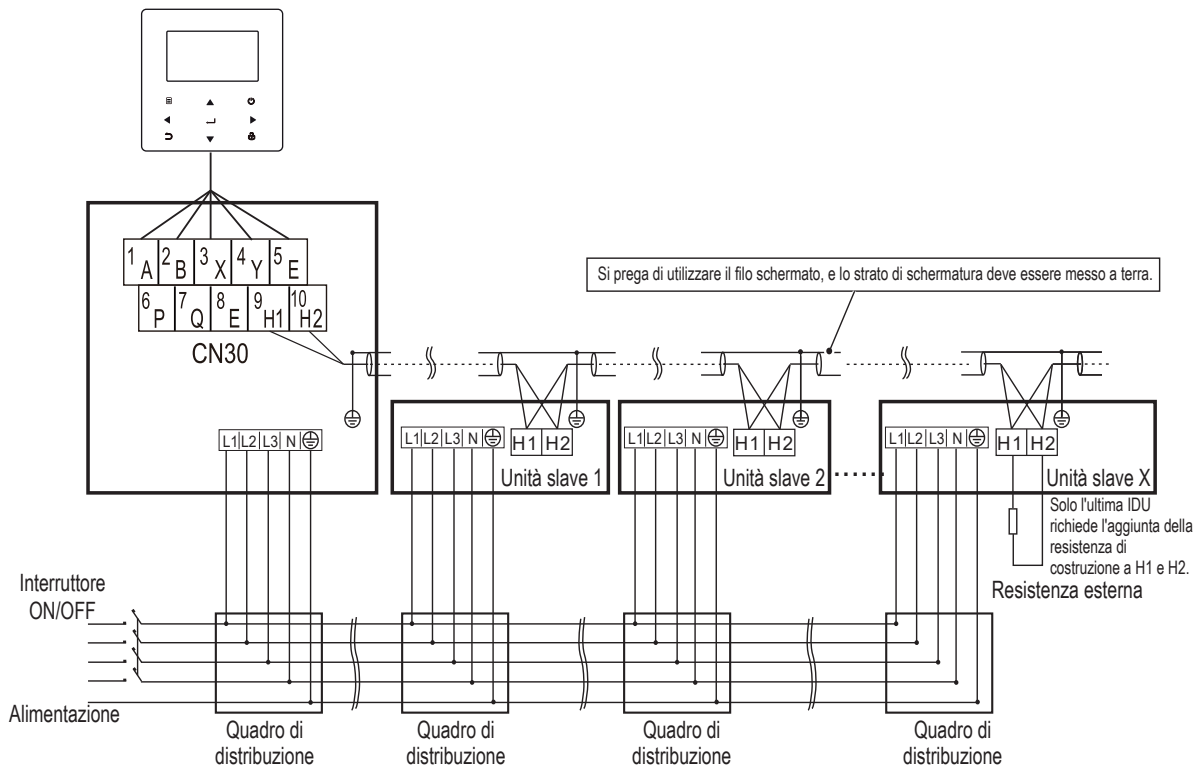 1 A 2 B 3 X 4 Y 5 E
6 P 7 Q 8 E 9 H1 10 H2
CN30
Si prega di utilizzare il filo schermato, e lo strato di schermatura deve essere messo a terra.
L1 L2 L3 N
L1 L2 L3 N
H1 H2
Unità slave 1
L1 L2 L3 N
H1 H2
Unità slave 2
L1 L2 L3 N
H1 H2
Unità slave X
Solo l'ultima IDU
richiede l'aggiunta della
resistenza di
costruzione a H1 e H2.
Resistenza esterna
Interruttore
ON/OFF
Alimentazione
Quadro di
distribuzione
Quadro di
distribuzione
Quadro di
distribuzione
Quadro di
distribuzione